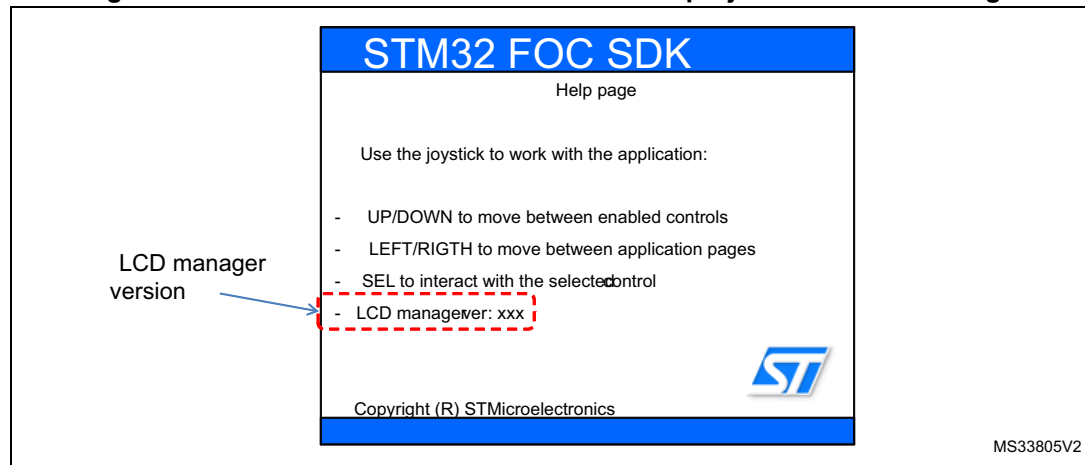 STM32 FOC SDK
Help page
Use the joystick to work with the application:
- UP/DOWN to move between enabled controls
- LEFT/RIGTH to move between application pages
- SEL to interact with the selectedcontrol
- LCD managerver: xxx
LCD manager
version
ST
Copyright (R) STMicroelectronics
MS33805V2